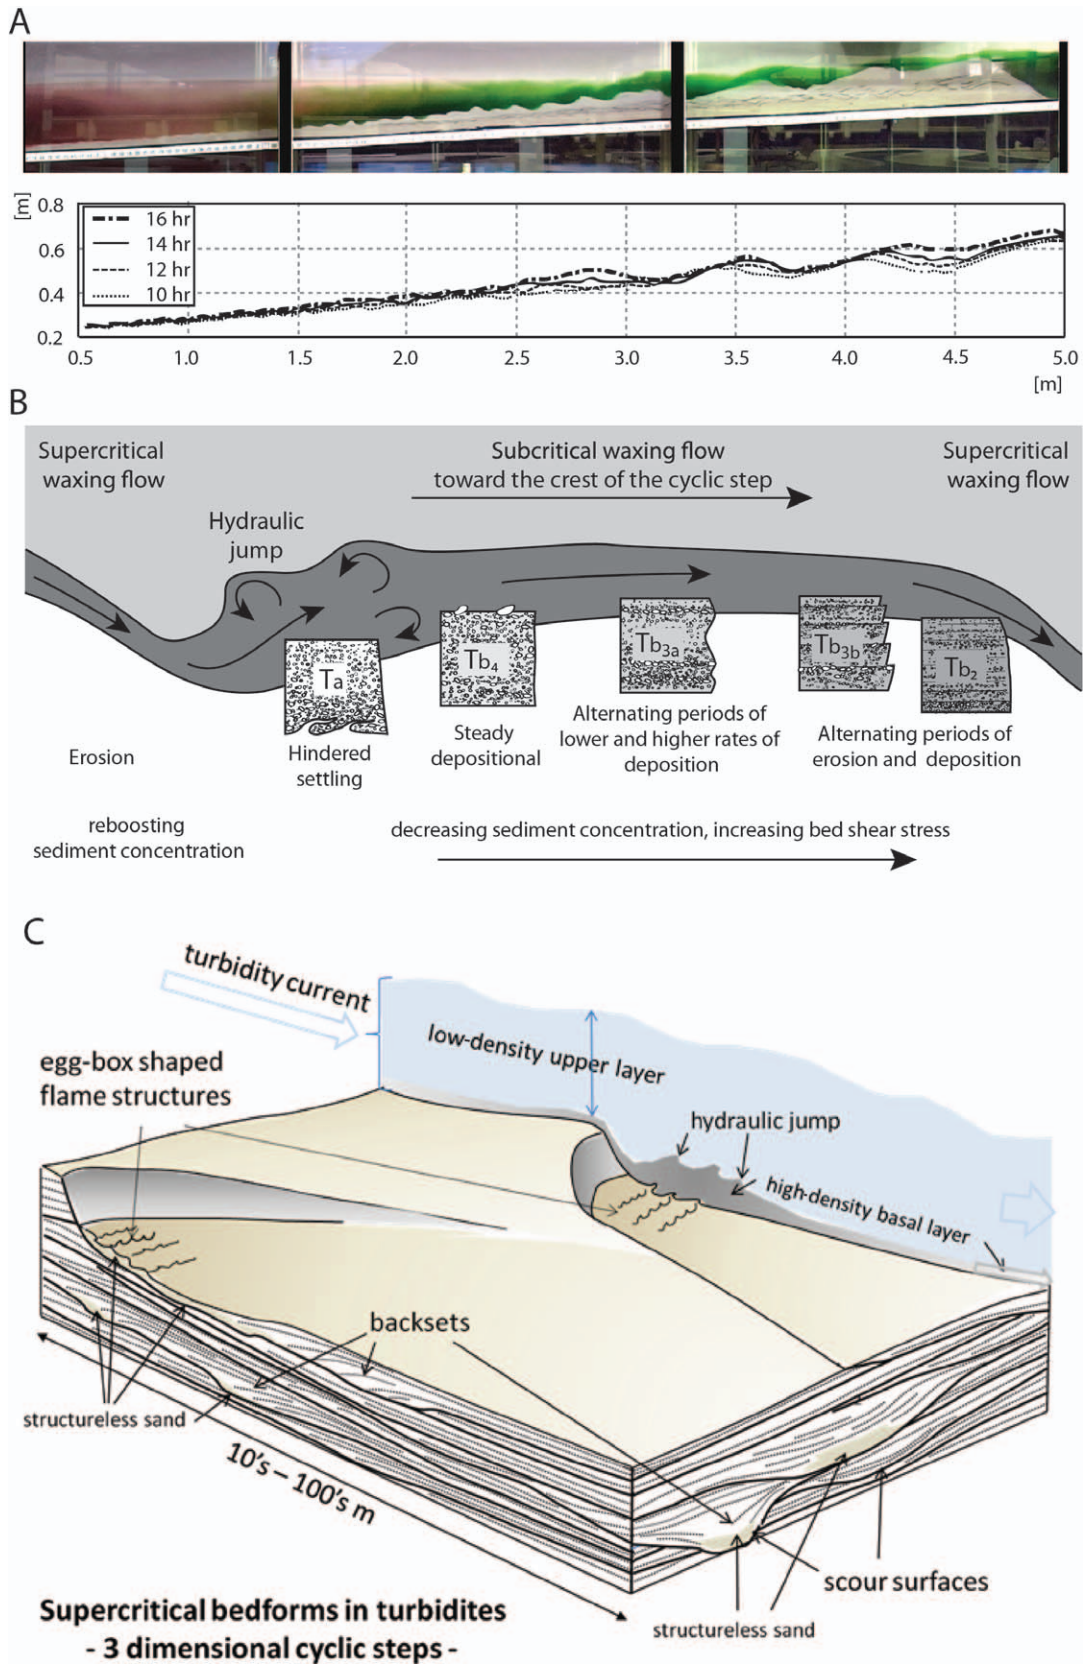 A
[m]
0.8
0.6
0.4
0.2
16 hr
14 hr
12 hr
10 hr
0.5 1.0 1.5 2.0 2.5 3.0 3.5 4.0 4.5 5.0
[m]
B
Supercritical
waxing flow
Subcritical waxing flow
toward the crest of the cyclic step
Supercritical
waxing flow
Hydraulic
jump
Ta
Tb4
Tb3a
Tb3b
Tb2
Erosion
Hindered
settling
Steady
depositional
Alternating periods of
lower and higher rates of
deposition
Alternating periods of
erosion and deposition
reboosting
sediment concentration
decreasing sediment concentration, increasing bed shear stress
C
turbidity current
low-density upper layer
egg-box shaped
flame structures
hydraulic jump
high-density basal layer
backsets
structureless sand
10's – 100's m
scour surfaces
structureless sand
Supercritical bedforms in turbidites
- 3 dimensional cyclic steps -